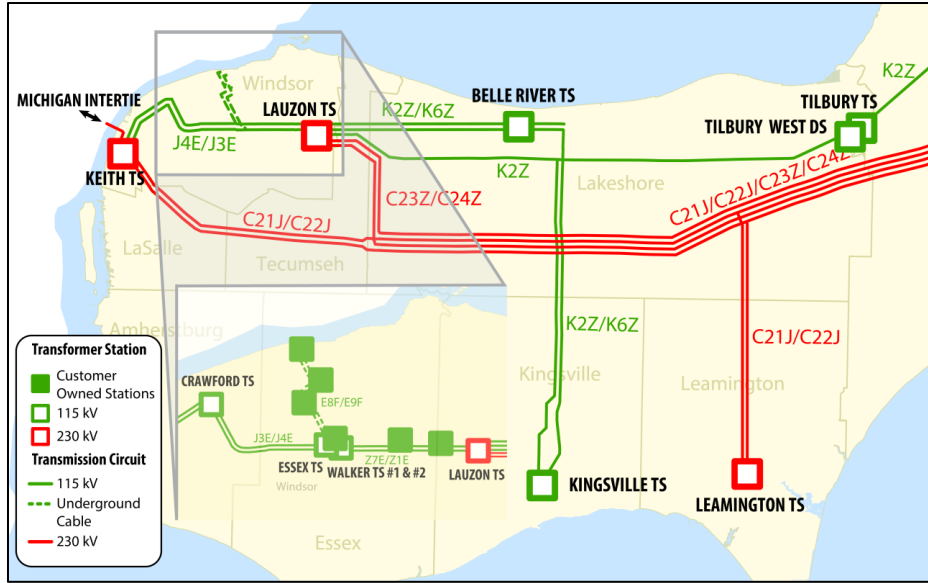 K2Z
Windsor
BELLE RIVER TS
TILBURY TS
MICHIGAN INTERTIE
LAUZON TS
K2Z/K6Z
TILBURY WEST DS
J4E/J3E
KEITH TS
K2Z
Lakeshore
C21J/C22J/C23Z/C24Z
C23Z/C24Z
C21J/C22J
LaSalle
Tecumseh
Amherstburg
K2Z/K6Z
C21J/C22J
Transformer Station
Customer
Owned Stations
115 kV
230 kV
Transmission Circuit
115 kV
Underground
Cable
230 kV
Kingsville
Leamington
CRAWFORD TS
E8F/E9F
J3E/J4E
ESSEX TS
Z7E/Z1E
WALKER TS #1 & #2
LAUZON TS
Windsor
KINGSVILLE TS
LEAMINGTON TS
Essex